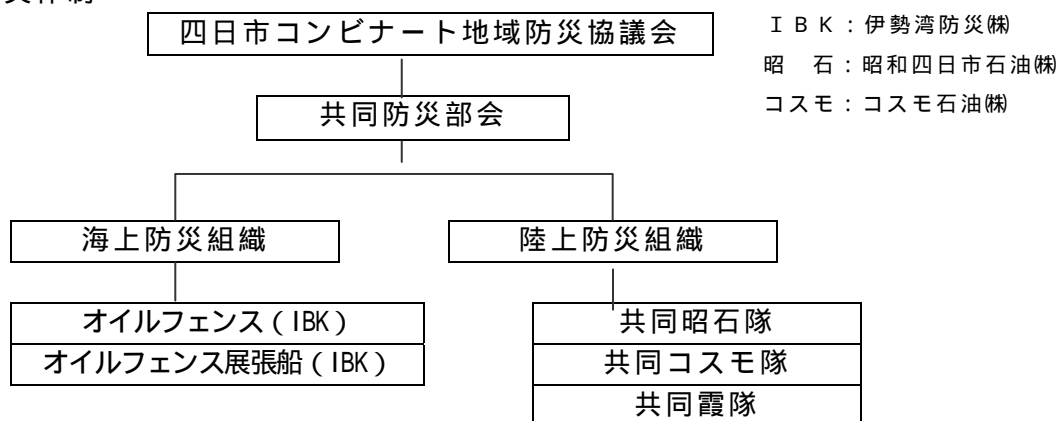 四日市コンビナート地域防災協議会
ＩＢＫ：伊勢湾防災㈱
昭　石：昭和四日市石油㈱
コスモ：コスモ石油㈱
共同防災部会
海上防災組織
陸上防災組織
オイルフェンス（IBK）
オイルフェンス展張船（IBK）
共同昭石隊
共同コスモ隊
共同霞隊